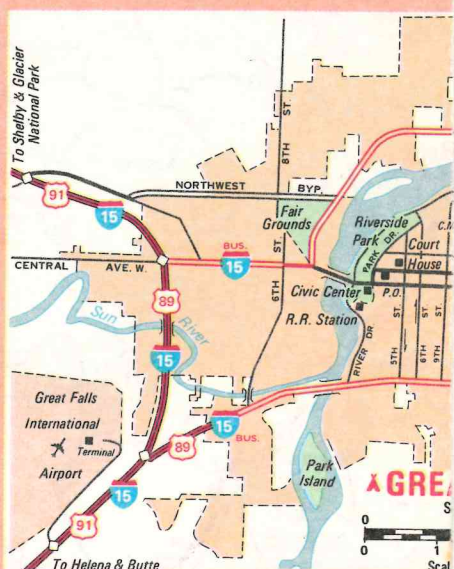 To Shelby & Glacier
National Park
91
15
NORTHWEST BYP.
8TH ST.
Fair
Grounds
Riverside
Park
PARK DR.
Court
House
BUS.
15
CENTRAL AVE. W.
6TH ST.
Civic Center
P.O.
R.R. Station
RIVER DR.
5TH ST.
6TH ST.
9TH ST.
89
Sun River
15
Great Falls
International
Airport
Terminal
15
BUS.
89
Park
Island
15
91
To Helena & Butte
GREA
S
0
0 1
Scal